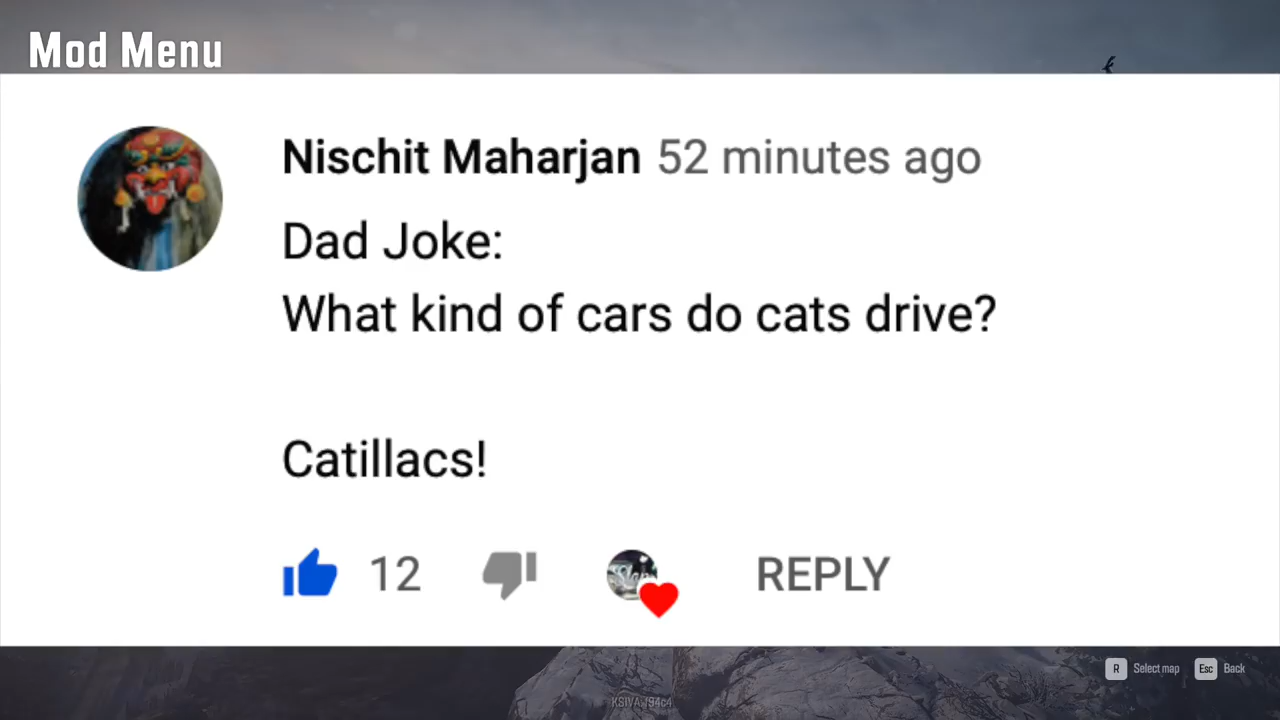 Mod Menu
Nischit Maharjan 52 minutes ago
Dad Joke:
What kind of cars do cats drive?
Catillacs!
12 REPLY
R Select map Esc Back